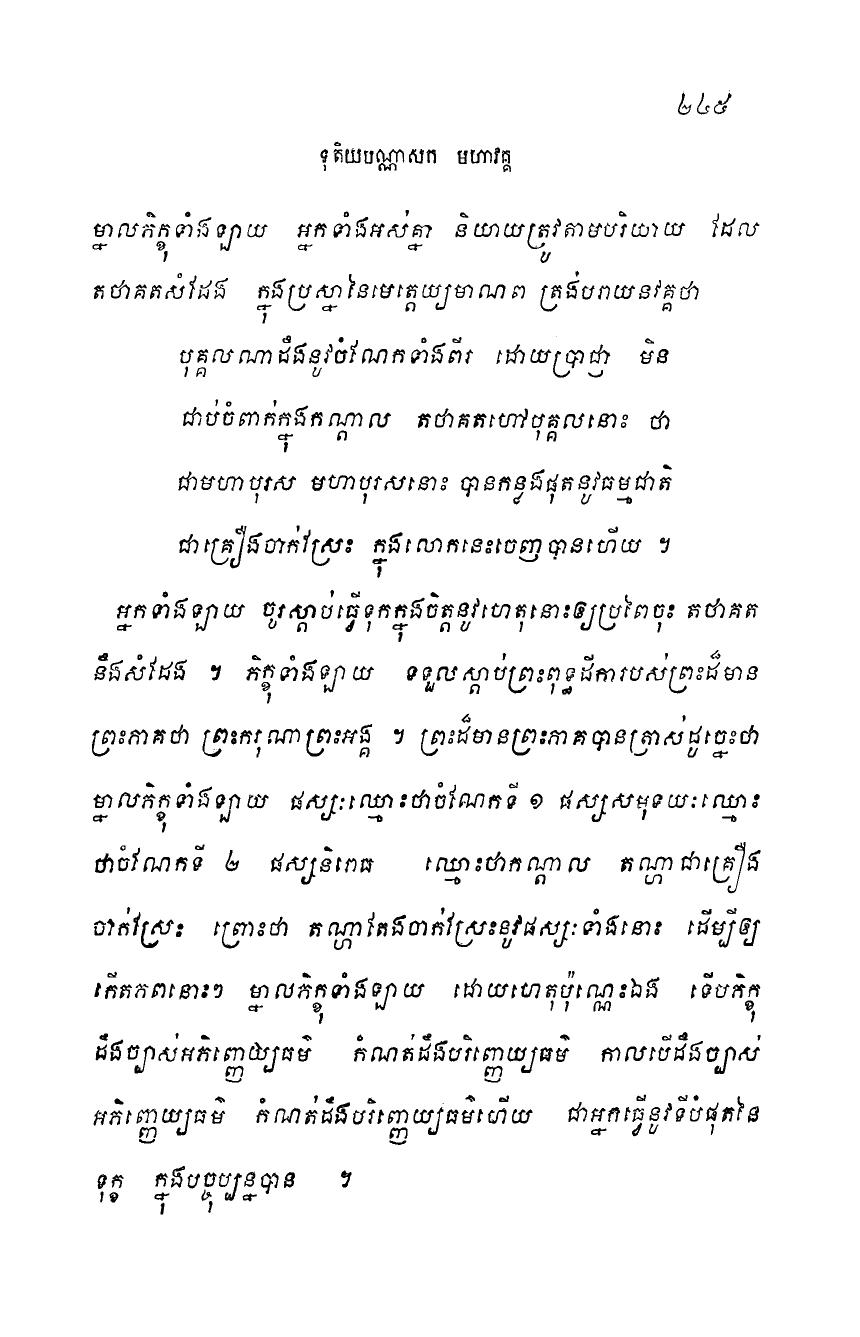 ២៤៥
ទុតិយបណ្ណាសក មហាវគ្គ
ម្នាលភិក្ខុទាំងឡាយ អ្នកទាំងអស់គ្នា និយាយត្រូវតាមបរិយាយ ដែល
តថាគតសំដែង ក្នុងប្រស្នានៃមេត្តេយ្យមាណព ត្រង់បរាយនវគ្គថា
បុគ្គលណាដឹងនូវចំណែកទាំងពីរ ដោយប្រាជ្ញា មិន
ជាប់ចំពាក់ក្នុងកណ្តាល តថាគតហៅបុគ្គលនោះ ថា
ជាមហាបុរស មហាបុរសនោះ បានកន្លងផុតនូវធម្មជាតិ
ជាគ្រឿងចាក់ស្រែះ ក្នុងលោកនេះចេញបានហើយ ។
អ្នកទាំងឡាយ ចូរស្តាប់ធ្វើទុកក្នុងចិត្តនូវហេតុនោះឲ្យប្រពៃចុះ តថាគត
នឹងសំដែង ។ ភិក្ខុទាំងឡាយ ទទួលស្តាប់ព្រះពុទ្ធដីការបស់ព្រះដ៏មាន
ព្រះភាគថា ព្រះករុណាព្រះអង្គ ។ ព្រះដ៏មានព្រះភាគបានត្រាស់ដូច្នេះថា
ម្នាលភិក្ខុទាំងឡាយ ផស្សៈឈ្មោះថាចំណែកទី ១ ផស្សសមុទយៈឈ្មោះ
ថាចំណែកទី ២ ផស្សនិរោធ ឈ្មោះថាកណ្តាល តណ្ហាជាគ្រឿង
ចាក់ស្រែះ ព្រោះថា តណ្ហាតែងចាក់ស្រែះនូវផស្សៈទាំងនោះ ដើម្បីឲ្យ
កើតភពនោះៗ ម្នាលភិក្ខុទាំងឡាយ ដោយហេតុប៉ុណ្ណេះឯង ទើបភិក្ខុ
ដឹងច្បាស់អភិញ្ញេយ្យធម៌ កំណត់ដឹងបរិញ្ញេយ្យធម៌ កាលបើដឹងច្បាស់
អភិញ្ញេយ្យធម៌ កំណត់ដឹងបរិញ្ញេយ្យធម៌ហើយ ជាអ្នកធ្វើនូវទីបំផុតនៃ
ទុក្ខ ក្នុងបច្ចុប្បន្នបាន ។